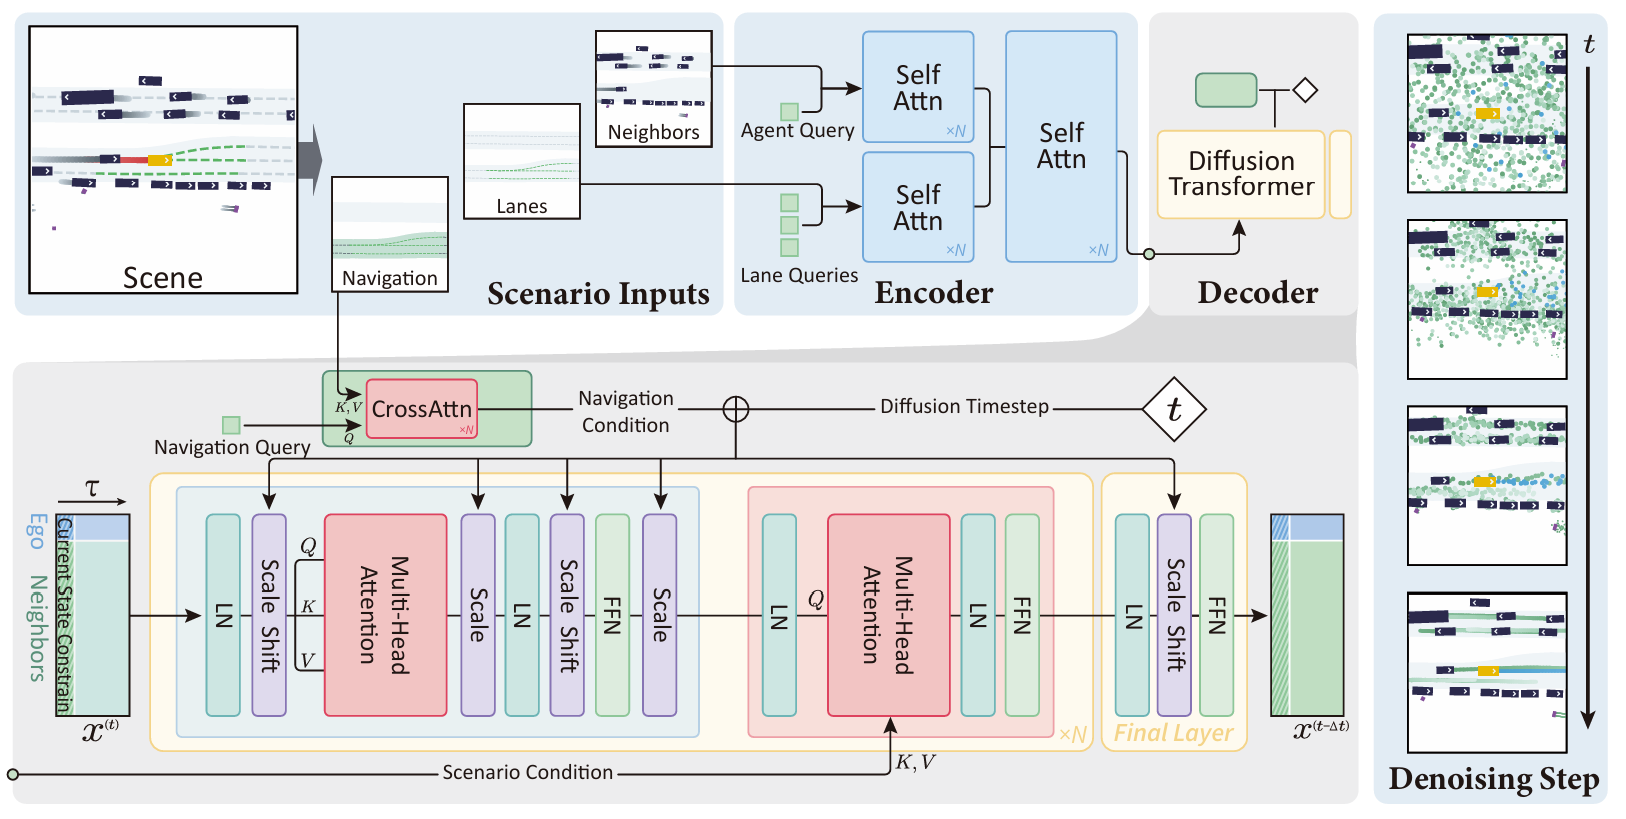 Scene
Navigation
Lanes
Neighbors
Scenario Inputs
Agent Query
Lane Queries
Self
Attn
×N
Self
Attn
×N
Self
Attn
×N
Encoder
Diffusion
Transformer
Decoder
t
Denoising Step
K, V
Q
CrossAttn
×N
Navigation Query
Navigation
Condition
Diffusion Timestep
t
τ
Ego
Neighbors
Current State Constrain
x(t)
LN
Scale Shift
Q
K
V
Multi-Head
Attention
Scale
LN
Scale Shift
FFN
Scale
LN
Q
Multi-Head
Attention
LN
FFN
×N
LN
Scale Shift
FFN
Final Layer
x(t−Δt)
Scenario Condition
K, V